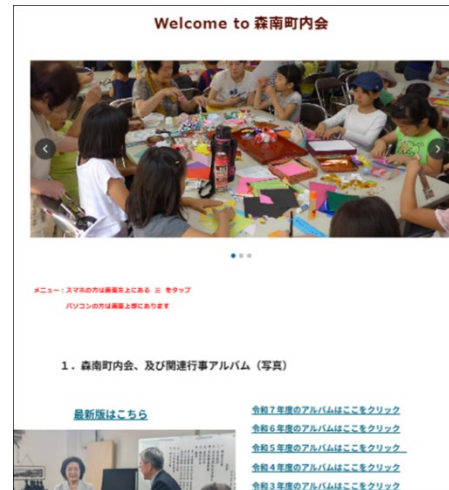 Welcome to 森南町内会
メニュー：スマホの方は画面左上にある 三 をタップ
パソコンの方は画面上部にあります
1．森南町内会、及び関連行事アルバム（写真）
最新版はこちら
令和7年度のアルバムはここをクリック
令和6年度のアルバムはここをクリック
令和5年度のアルバムはここをクリック
令和4年度のアルバムはここをクリック
令和3年度のアルバムはここをクリック